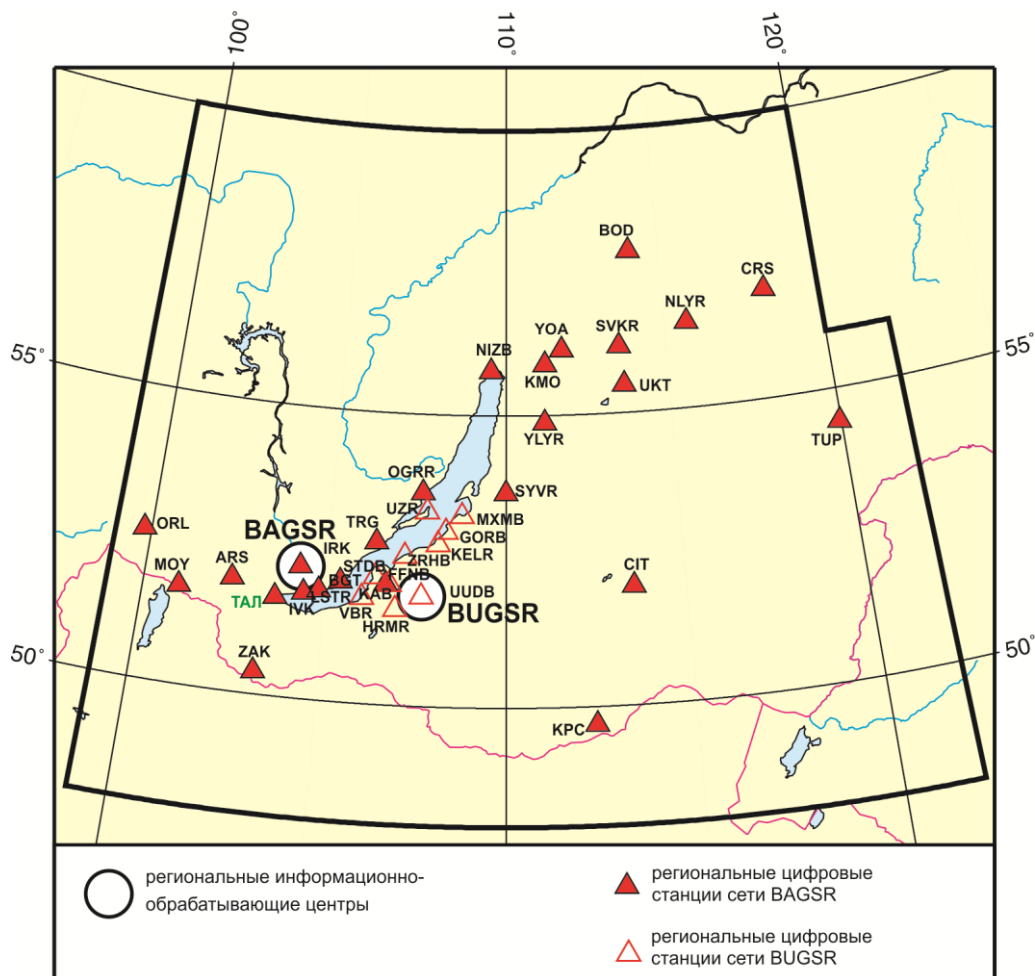 100°
110°
120°
BOD
CRS
NLYR
SVKR
YOA
55°
55°
NIZB
KMO
UKT
YLYR
TUP
OGRR
UZR
SYVR
MXMB
ORL
BAGSR
TRG
GORB
IRK
KELR
MOY
ARS
STDB
ZRHB
CIT
BGT
FFNB
ТАЛ
LSTR
KAB
UUDB
IVK
VBR
BUGSR
HRMR
ZAK
50°
50°
KPC
региональные информационно-
обрабатывающие центры
региональные цифровые
станции сети BAGSR
региональные цифровые
станции сети BUGSR